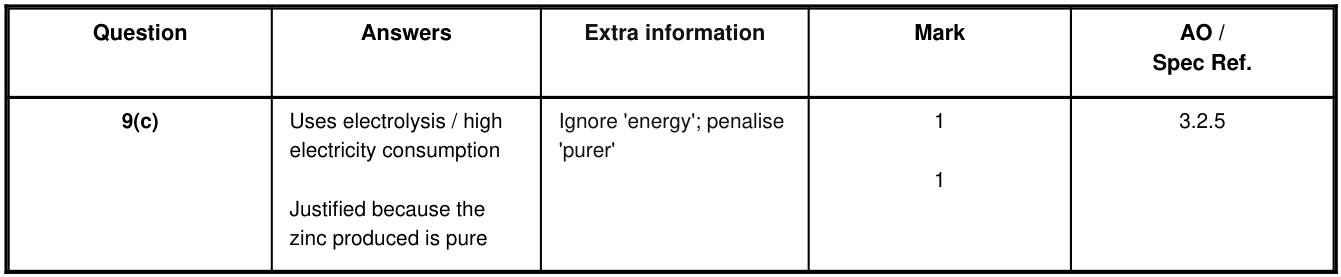 Question Answers Extra information Mark AO /
Spec Ref.
9(c) Uses electrolysis / high Ignore 'energy'; penalise 1 3.2.5
electricity consumption 'purer'
1
Justified because the
zinc produced is pure